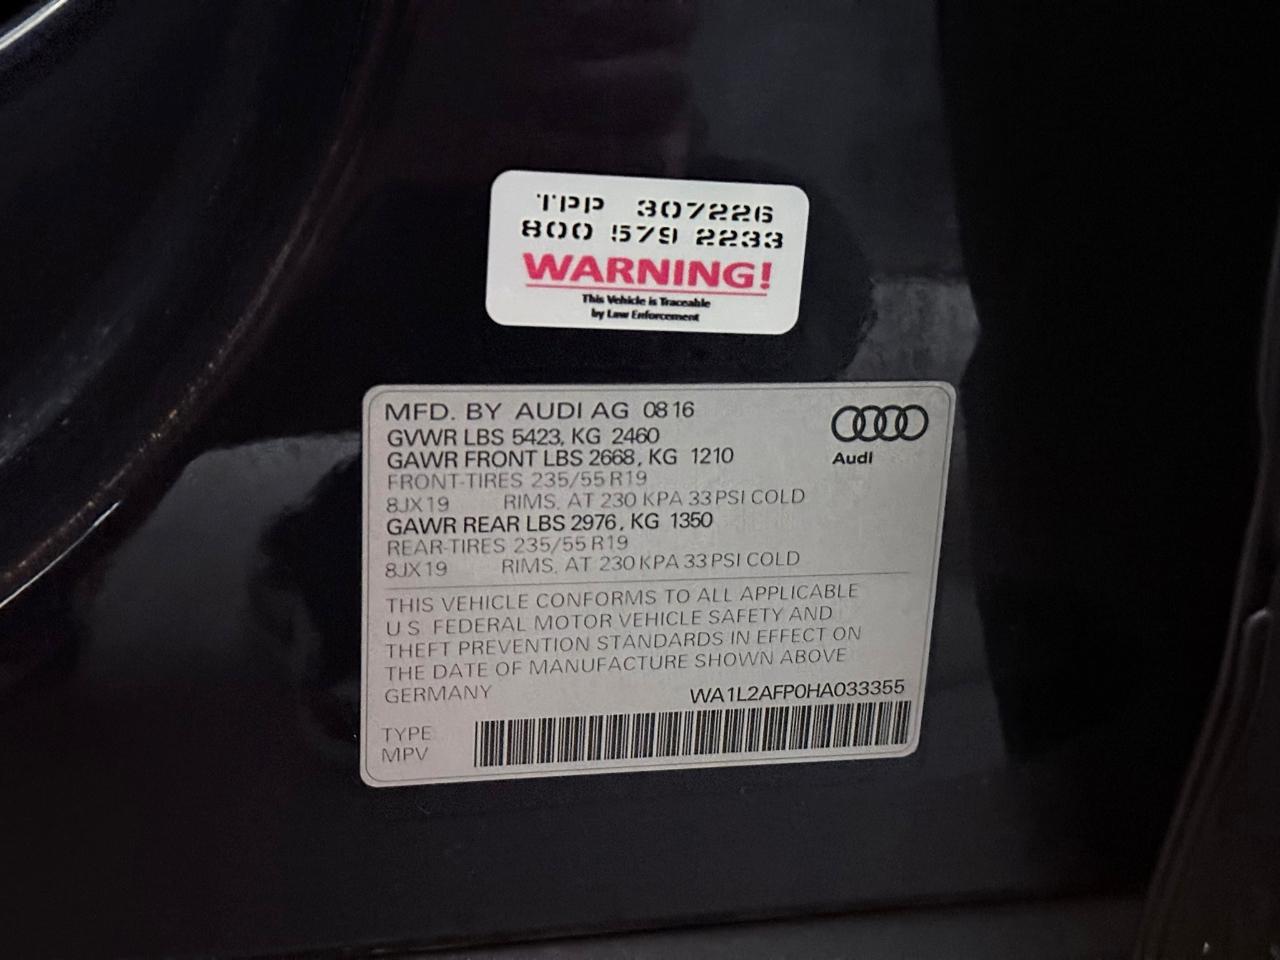 TPP 307226
800 579 2233
WARNING!
This Vehicle is Traceable
by Law Enforcement
MFD. BY AUDI AG 0816
GVWR LBS 5423, KG 2460
GAWR FRONT LBS 2668, KG 1210
FRONT-TIRES 235/55 R19
8JX19 RIMS, AT 230 KPA 33 PSI COLD
GAWR REAR LBS 2976, KG 1350
REAR-TIRES 235/55 R19
8JX19 RIMS, AT 230 KPA 33 PSI COLD
Audi
THIS VEHICLE CONFORMS TO ALL APPLICABLE
U S FEDERAL MOTOR VEHICLE SAFETY AND
THEFT PREVENTION STANDARDS IN EFFECT ON
THE DATE OF MANUFACTURE SHOWN ABOVE
GERMANY WA1L2AFP0HA033355
TYPE
MPV